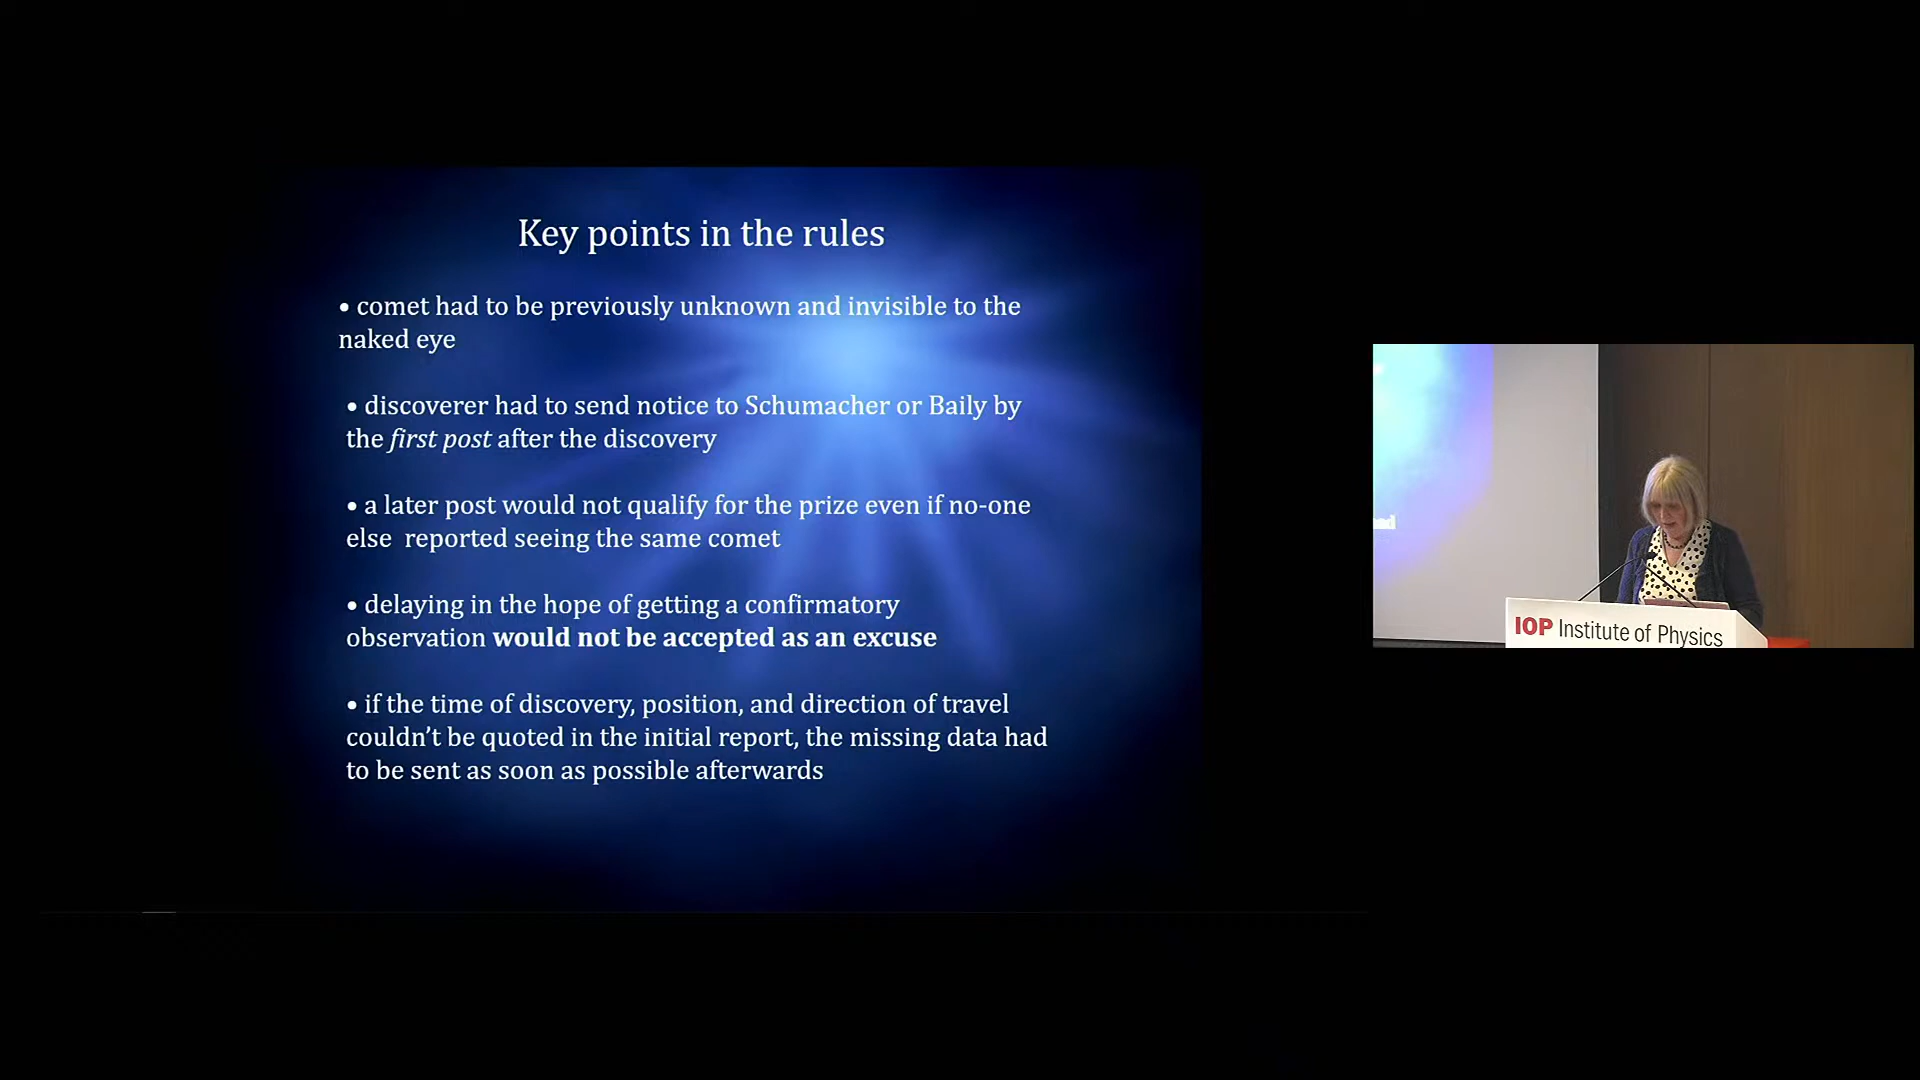 Key points in the rules
• comet had to be previously unknown and invisible to the
naked eye
• discoverer had to send notice to Schumacher or Baily by
the first post after the discovery
• a later post would not qualify for the prize even if no-one
else reported seeing the same comet
• delaying in the hope of getting a confirmatory
observation would not be accepted as an excuse
• if the time of discovery, position, and direction of travel
couldn’t be quoted in the initial report, the missing data had
to be sent as soon as possible afterwards
IOP Institute of Physics